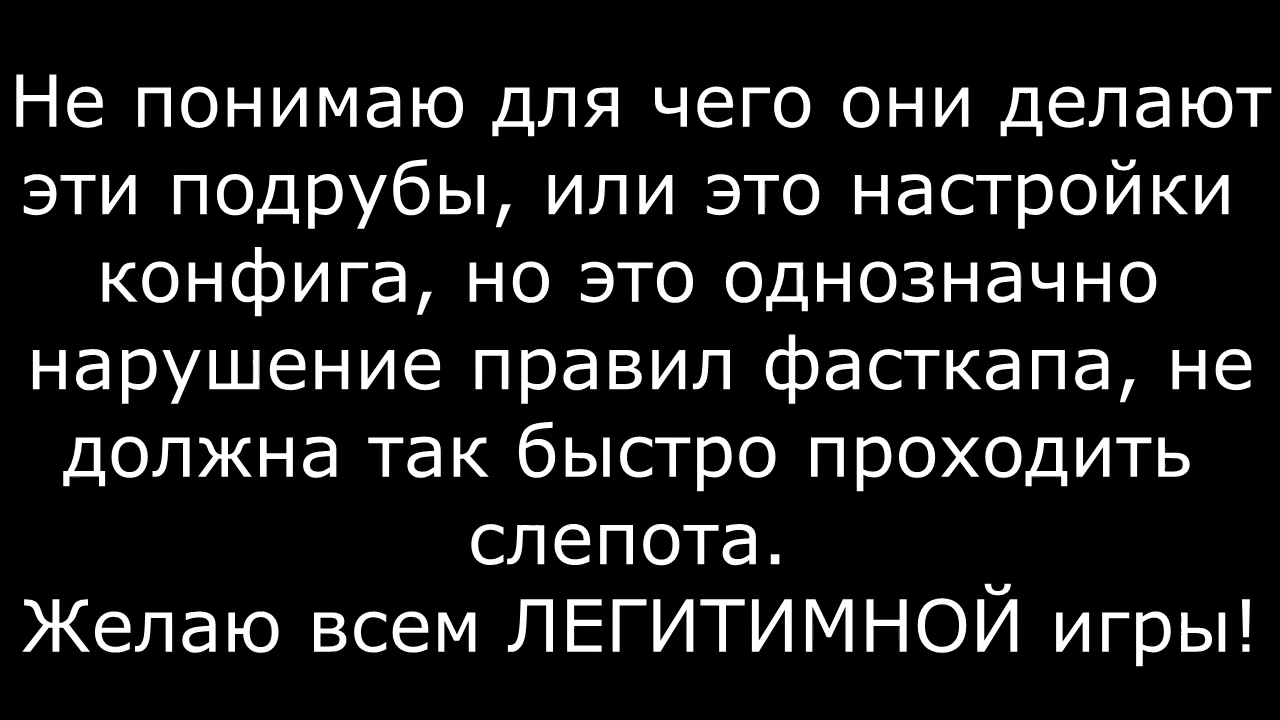 Не понимаю для чего они делают
эти подрубы, или это настройки
конфига, но это однозначно
нарушение правил фасткапа, не
должна так быстро проходить
слепота.
Желаю всем ЛЕГИТИМНОЙ игры!